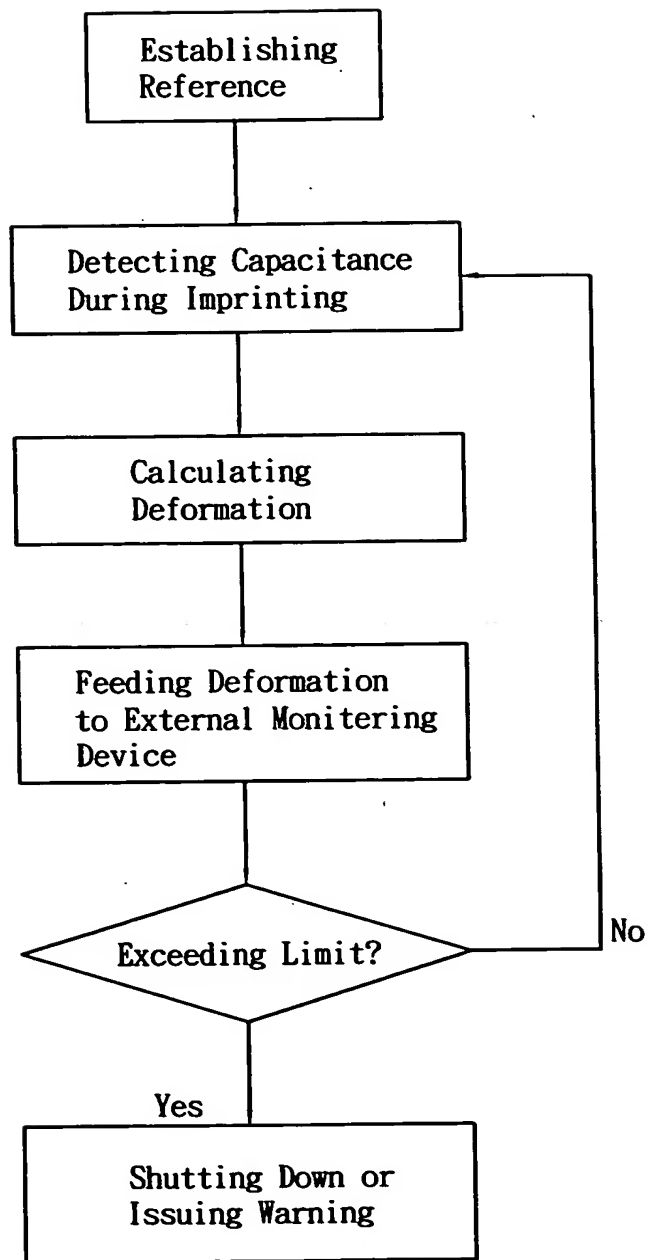 Establishing
Reference
Detecting Capacitance
During Imprinting
Calculating
Deformation
Feeding Deformation
to External Monitering
Device
Exceeding Limit?
No
Yes
Shutting Down or
Issuing Warning